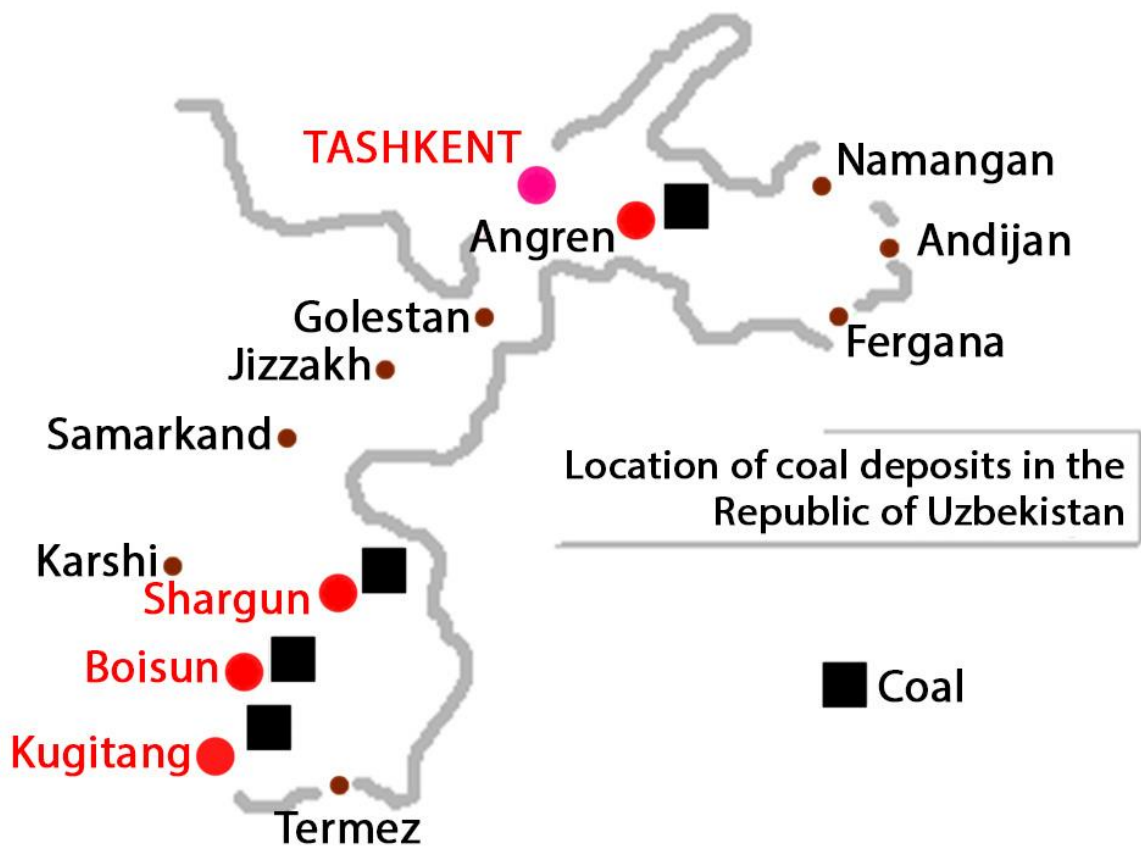 TASHKENT
Namangan
Angren
Andijan
Golestan
Fergana
Jizzakh
Samarkand
Location of coal deposits in the
Republic of Uzbekistan
Karshi
Shargun
Boisun
Coal
Kugitang
Termez